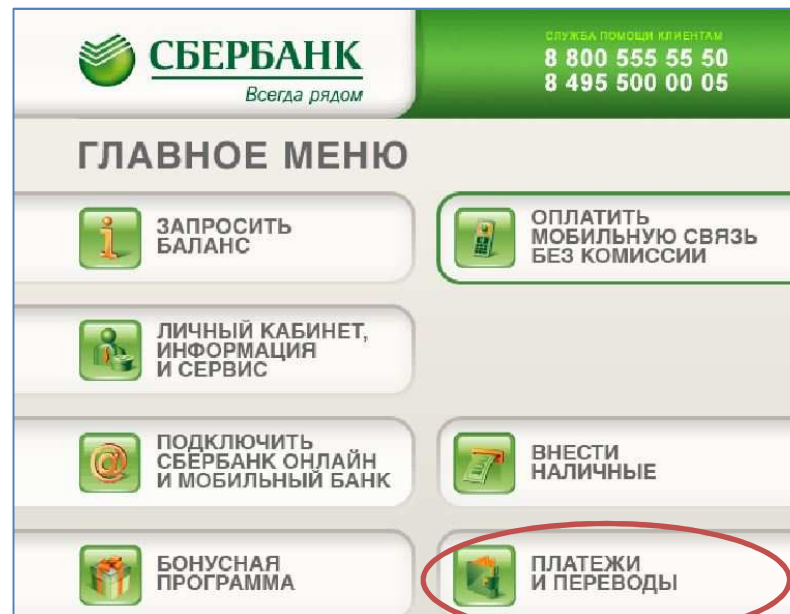 СБЕРБАНК
Всегда рядом
СЛУЖБА ПОМОЩИ КЛИЕНТАМ
8 800 555 55 50
8 495 500 00 05
ГЛАВНОЕ МЕНЮ
ЗАПРОСИТЬ
БАЛАНС
ОПЛАТИТЬ
МОБИЛЬНУЮ СВЯЗЬ
БЕЗ КОМИССИИ
ЛИЧНЫЙ КАБИНЕТ,
ИНФОРМАЦИЯ
И СЕРВИС
ПОДКЛЮЧИТЬ
СБЕРБАНК ОНЛАЙН
И МОБИЛЬНЫЙ БАНК
ВНЕСТИ
НАЛИЧНЫЕ
БОНУСНАЯ
ПРОГРАММА
ПЛАТЕЖИ
И ПЕРЕВОДЫ